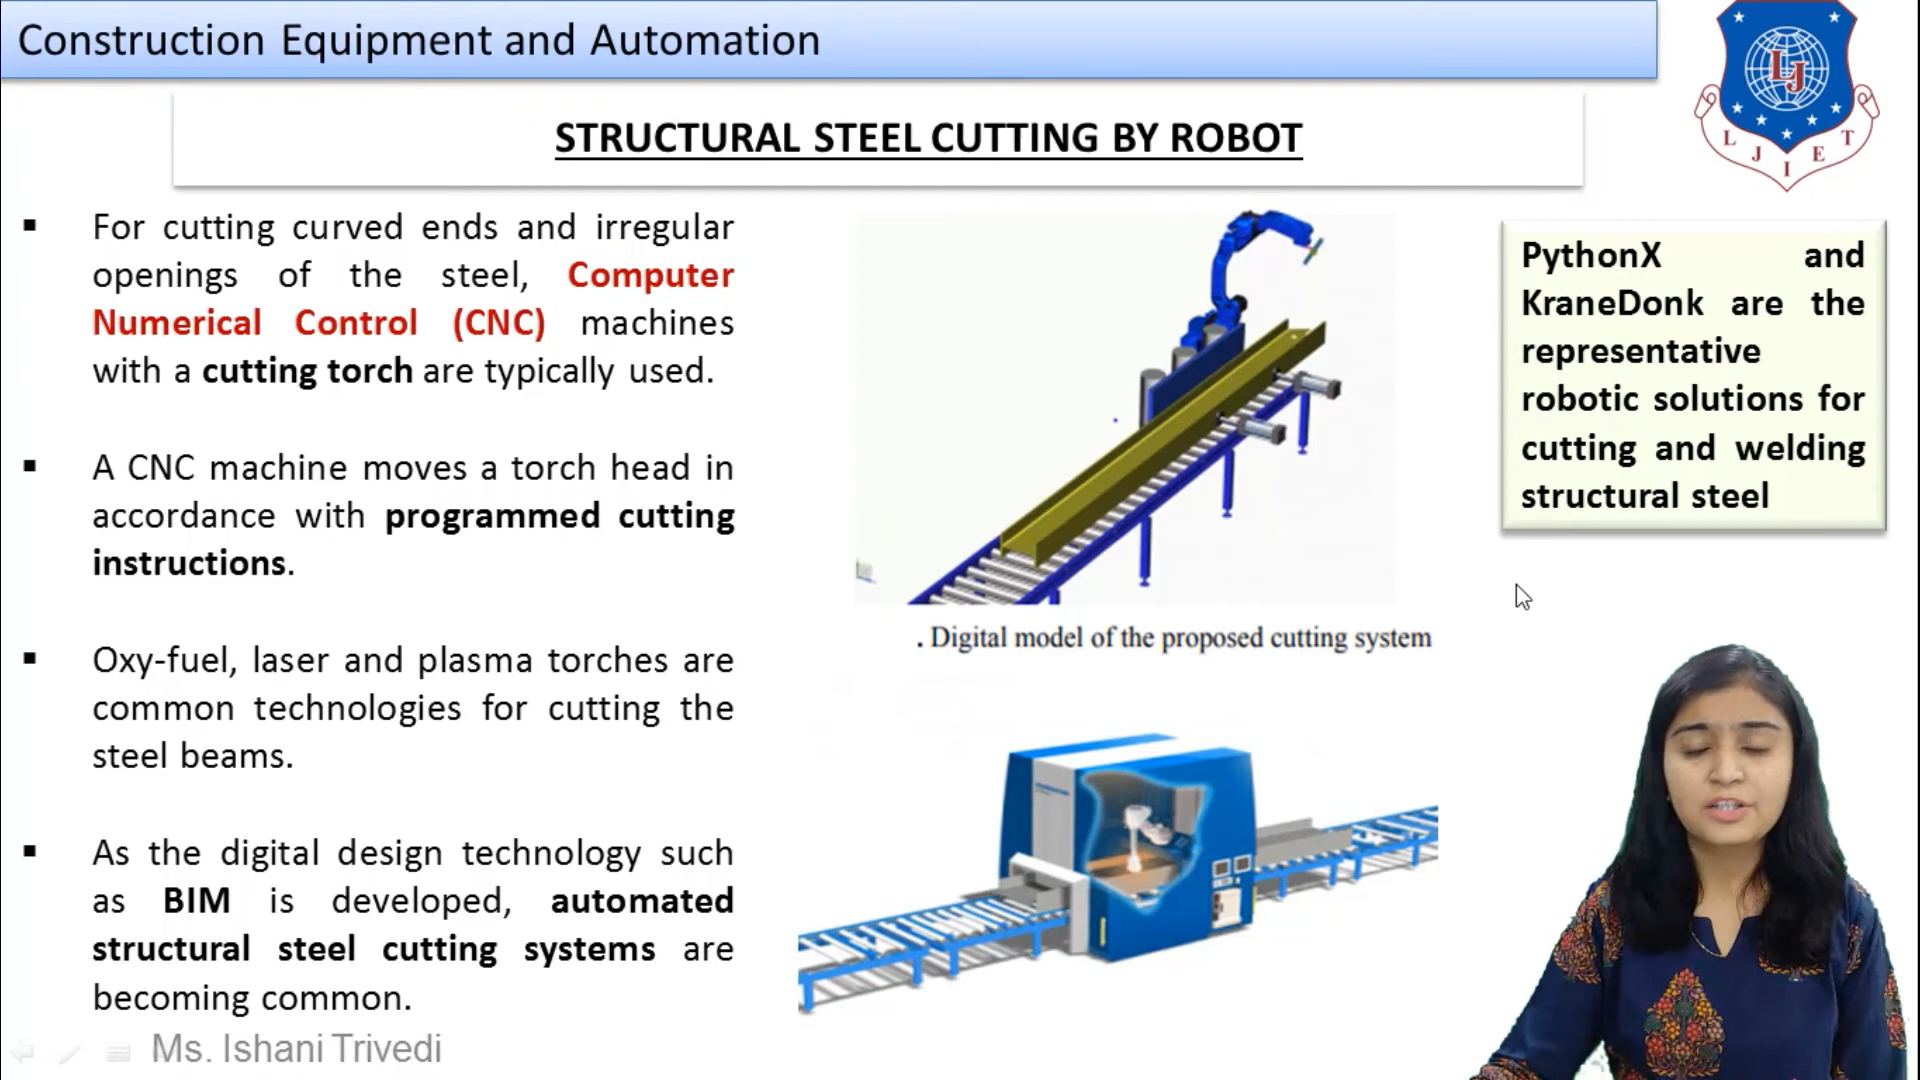 Construction Equipment and Automation
L J I E T
LJ
STRUCTURAL STEEL CUTTING BY ROBOT
▪ For cutting curved ends and irregular
openings of the steel, Computer
Numerical Control (CNC) machines
with a cutting torch are typically used.
▪ A CNC machine moves a torch head in
accordance with programmed cutting
instructions.
▪ Oxy-fuel, laser and plasma torches are
common technologies for cutting the
steel beams.
▪ As the digital design technology such
as BIM is developed, automated
structural steel cutting systems are
becoming common.
. Digital model of the proposed cutting system
PythonX and
KraneDonk are the
representative
robotic solutions for
cutting and welding
structural steel
Ms. Ishani Trivedi